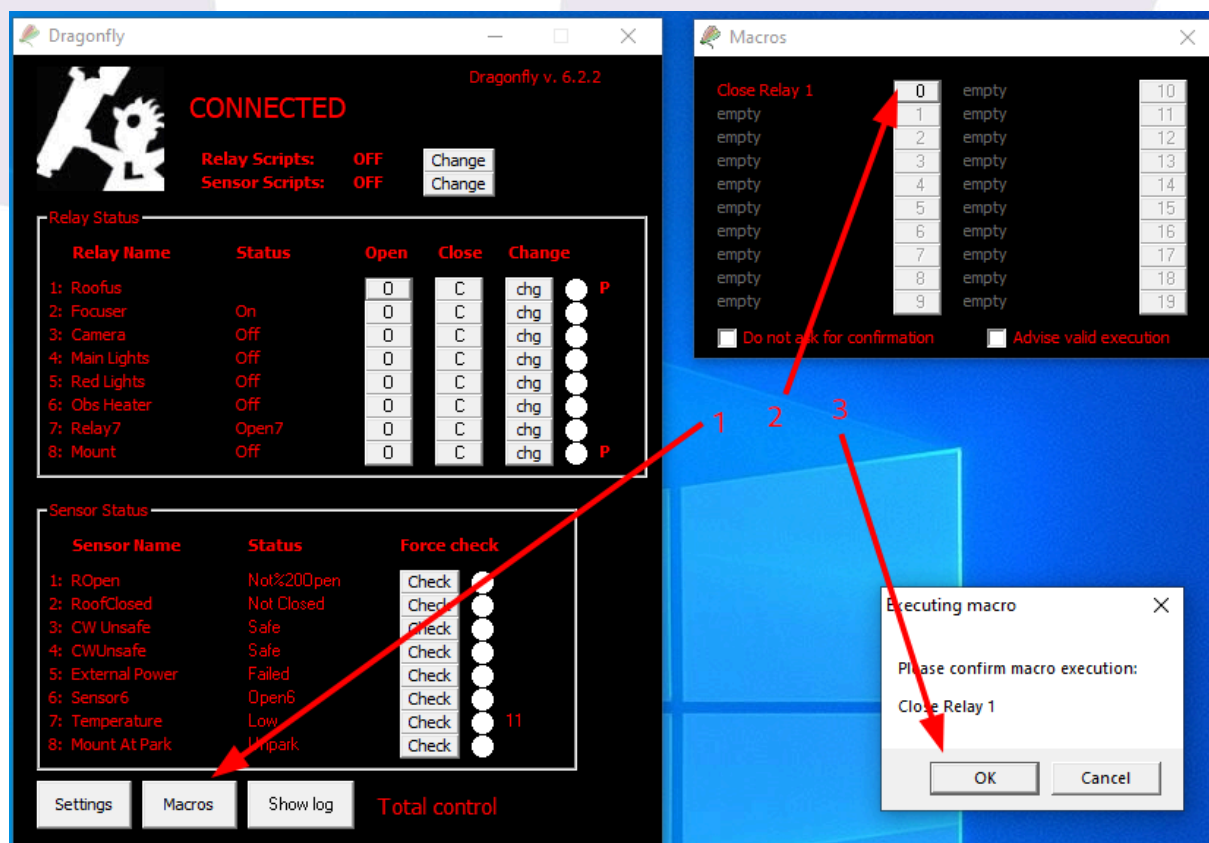 Dragonfly
Dragonfly v. 6.2.2
CONNECTED
Relay Scripts: OFF Change
Sensor Scripts: OFF Change
L
Relay Status
Relay Name Status Open Close Change
1: Roofus O C chg P
2: Focuser On O C chg
3: Camera Off O C chg
4: Main Lights Off O C chg
5: Red Lights Off O C chg
6: Obs Heater Off O C chg
7: Relay7 Open7 O C chg
8: Mount Off O C chg P
Sensor Status
Sensor Name Status Force check
1: ROpen Not%20Open Check
2: RoofClosed Not Closed Check
3: CW Unsafe Safe Check
4: CWUnsafe Safe Check
5: External Power Failed Check
6: Sensor6 Open6 Check
7: Temperature Low Check 11
8: Mount At Park Unpark Check
Settings Macros Show log Total control
Macros
Close Relay 1 0 empty 10
empty 1 empty 11
empty 2 empty 12
empty 3 empty 13
empty 4 empty 14
empty 5 empty 15
empty 6 empty 16
empty 7 empty 17
empty 8 empty 18
empty 9 empty 19
Do not ask for confirmation Advise valid execution
1 2 3
Executing macro
Please confirm macro execution:
Close Relay 1
OK Cancel